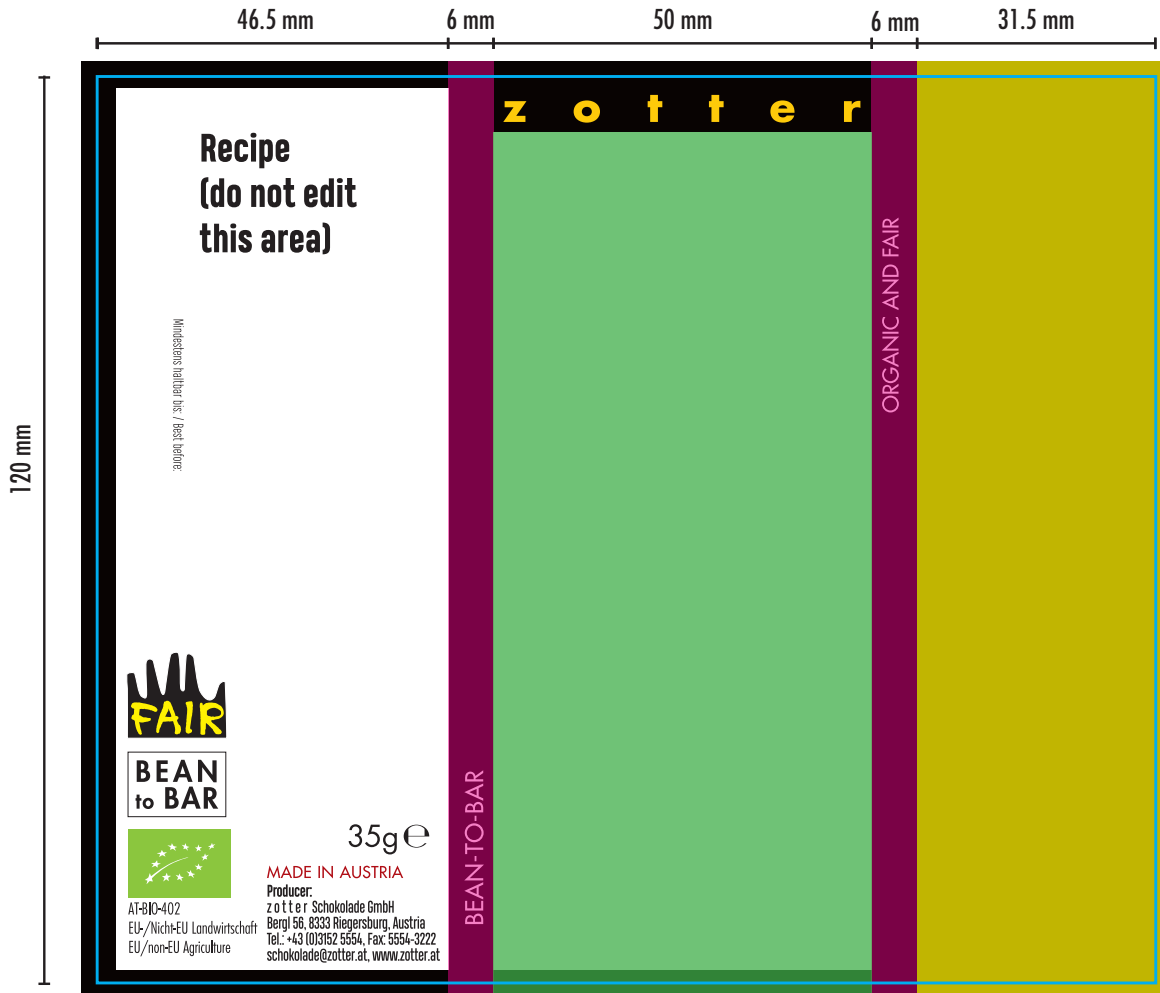 46.5 mm
6 mm
50 mm
6 mm
31.5 mm
120 mm
zotter
Recipe
(do not edit
this area)
Mindestens haltbar bis: / Best before:
FAIR
BEAN
to BAR
35g ℮
MADE IN AUSTRIA
Producer:
zotter Schokolade GmbH
Bergl 56, 8333 Riegersburg, Austria
Tel.: +43 (0)3152 5554, Fax: 5554-3222
schokolade@zotter.at, www.zotter.at
AT-BIO-402
EU-/Nicht-EU Landwirtschaft
EU/non-EU Agriculture
BEAN-TO-BAR
ORGANIC AND FAIR